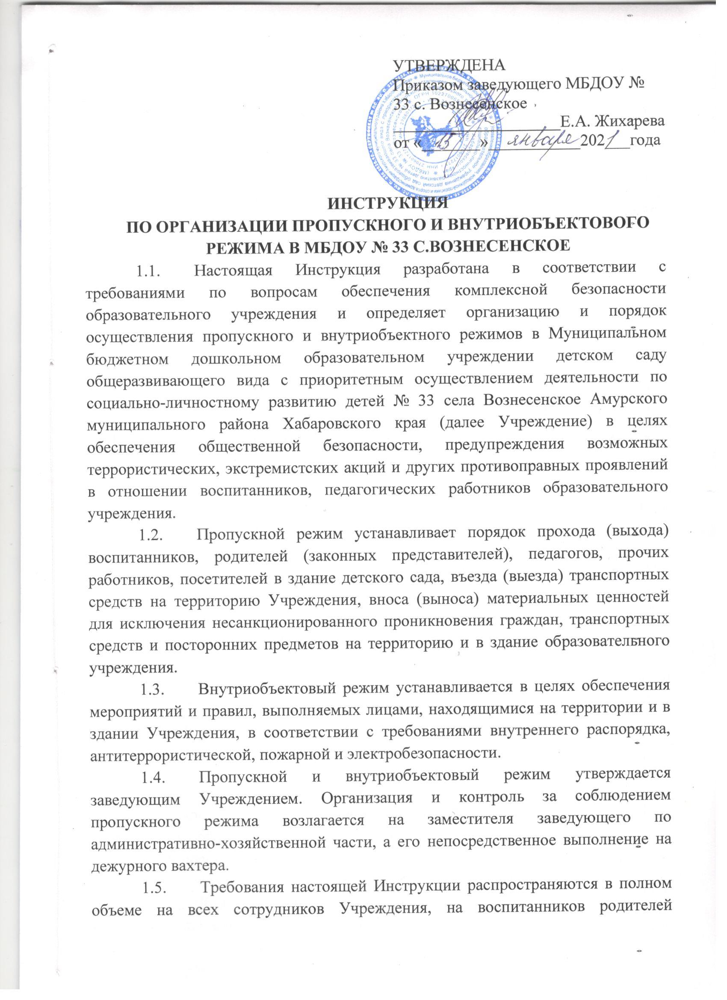 УТВЕРЖДЕНА
Приказом заведующего МБДОУ №
33 с. Вознесенское
____________________Е.А. Жихарева
от «__13____» ___января____2021___года
ИНСТРУКЦИЯ
ПО ОРГАНИЗАЦИИ ПРОПУСКНОГО И ВНУТРИОБЪЕКТОВОГО
РЕЖИМА В МБДОУ № 33 С.ВОЗНЕСЕНСКОЕ
1.1. Настоящая Инструкция разработана в соответствии с
требованиями по вопросам обеспечения комплексной безопасности
образовательного учреждения и определяет организацию и порядок
осуществления пропускного и внутриобъектного режимов в Муниципальном
бюджетном дошкольном образовательном учреждении детском саду
общеразвивающего вида с приоритетным осуществлением деятельности по
социально-личностному развитию детей № 33 села Вознесенское Амурского
муниципального района Хабаровского края (далее Учреждение) в целях
обеспечения общественной безопасности, предупреждения возможных
террористических, экстремистских акций и других противоправных проявлений
в отношении воспитанников, педагогических работников образовательного
учреждения.
1.2. Пропускной режим устанавливает порядок прохода (выхода)
воспитанников, родителей (законных представителей), педагогов, прочих
работников, посетителей в здание детского сада, въезда (выезда) транспортных
средств на территорию Учреждения, вноса (выноса) материальных ценностей
для исключения несанкционированного проникновения граждан, транспортных
средств и посторонних предметов на территорию и в здание образовательного
учреждения.
1.3. Внутриобъектовый режим устанавливается в целях обеспечения
мероприятий и правил, выполняемых лицами, находящимися на территории и в
здании Учреждения, в соответствии с требованиями внутреннего распорядка,
антитеррористической, пожарной и электробезопасности.
1.4. Пропускной и внутриобъектовый режим утверждается
заведующим Учреждением. Организация и контроль за соблюдением
пропускного режима возлагается на заместителя заведующего по
административно-хозяйственной части, а его непосредственное выполнение на
дежурного вахтера.
1.5. Требования настоящей Инструкции распространяются в полном
объеме на всех сотрудников Учреждения, на воспитанников родителей